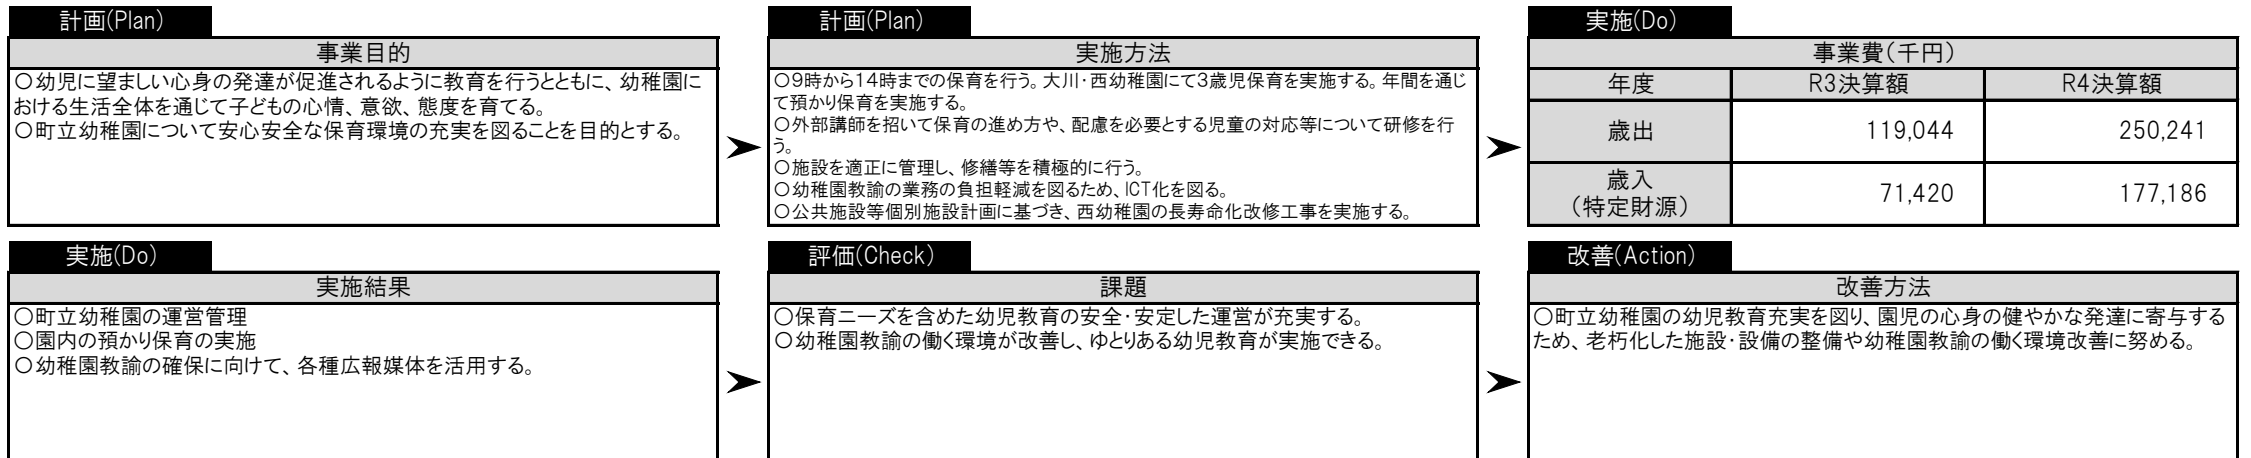 計画(Plan)
事業目的
○幼児に望ましい心身の発達が促進されるように教育を行うとともに、幼稚園に
おける生活全体を通じて子どもの心情、意欲、態度を育てる。
○町立幼稚園について安心安全な保育環境の充実を図ることを目的とする。
計画(Plan)
実施方法
○9時から14時までの保育を行う。大川・西幼稚園にて3歳児保育を実施する。年間を通じ
て預かり保育を実施する。
○外部講師を招いて保育の進め方や、配慮を必要とする児童の対応等について研修を行
う。
○施設を適正に管理し、修繕等を積極的に行う。
○幼稚園教諭の業務の負担軽減を図るため、ICT化を図る。
○公共施設等個別施設計画に基づき、西幼稚園の長寿命化改修工事を実施する。
実施(Do)
事業費(千円)
年度 R3決算額 R4決算額
歳出 119,044 250,241
歳入
(特定財源) 71,420 177,186
実施(Do)
実施結果
○町立幼稚園の運営管理
○園内の預かり保育の実施
○幼稚園教諭の確保に向けて、各種広報媒体を活用する。
評価(Check)
課題
○保育ニーズを含めた幼児教育の安全・安定した運営が充実する。
○幼稚園教諭の働く環境が改善し、ゆとりある幼児教育が実施できる。
改善(Action)
改善方法
○町立幼稚園の幼児教育充実を図り、園児の心身の健やかな発達に寄与する
ため、老朽化した施設・設備の整備や幼稚園教諭の働く環境改善に努める。